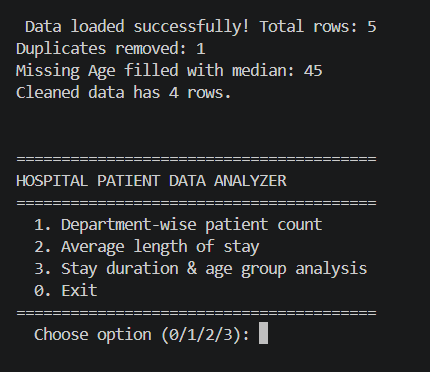 Data loaded successfully! Total rows: 5
Duplicates removed: 1
Missing Age filled with median: 45
Cleaned data has 4 rows.
========================================
HOSPITAL PATIENT DATA ANALYZER
========================================
1. Department-wise patient count
2. Average length of stay
3. Stay duration & age group analysis
0. Exit
========================================
Choose option (0/1/2/3):